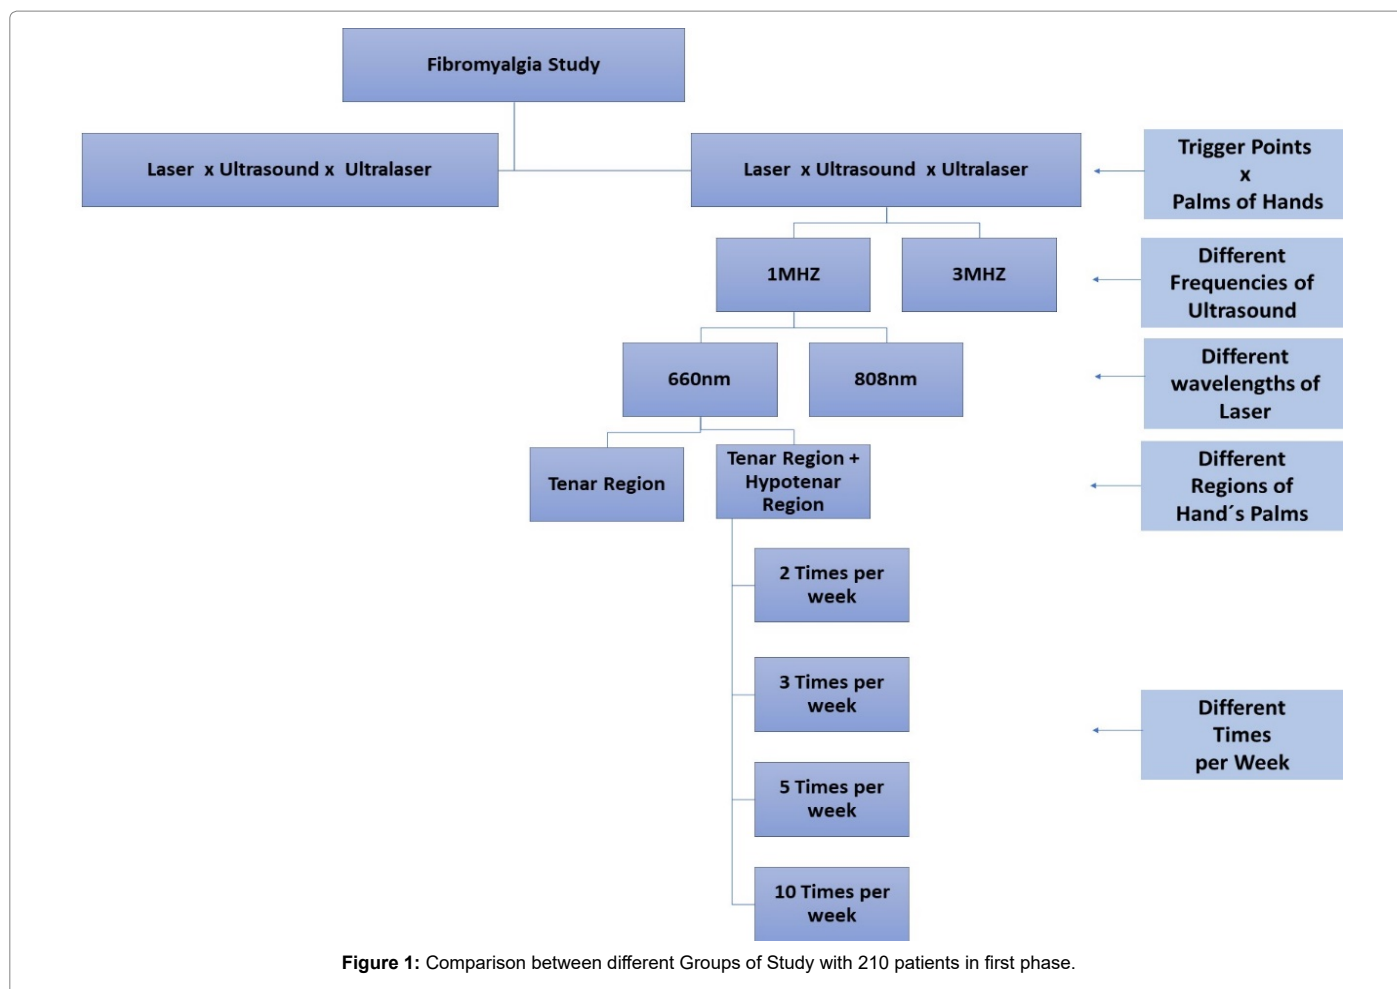 Fibromyalgia Study
Laser x Ultrasound x Ultralaser
Laser x Ultrasound x Ultralaser
Trigger Points
x
Palms of Hands
1MHZ
3MHZ
Different
Frequencies of
Ultrasound
660nm
808nm
Different
wavelengths of
Laser
Tenar Region
Tenar Region +
Hypotenar
Region
Different
Regions of
Hand´s Palms
2 Times per
week
3 Times per
week
Different
Times
per Week
5 Times per
week
10 Times per
week
Figure 1: Comparison between different Groups of Study with 210 patients in first phase.